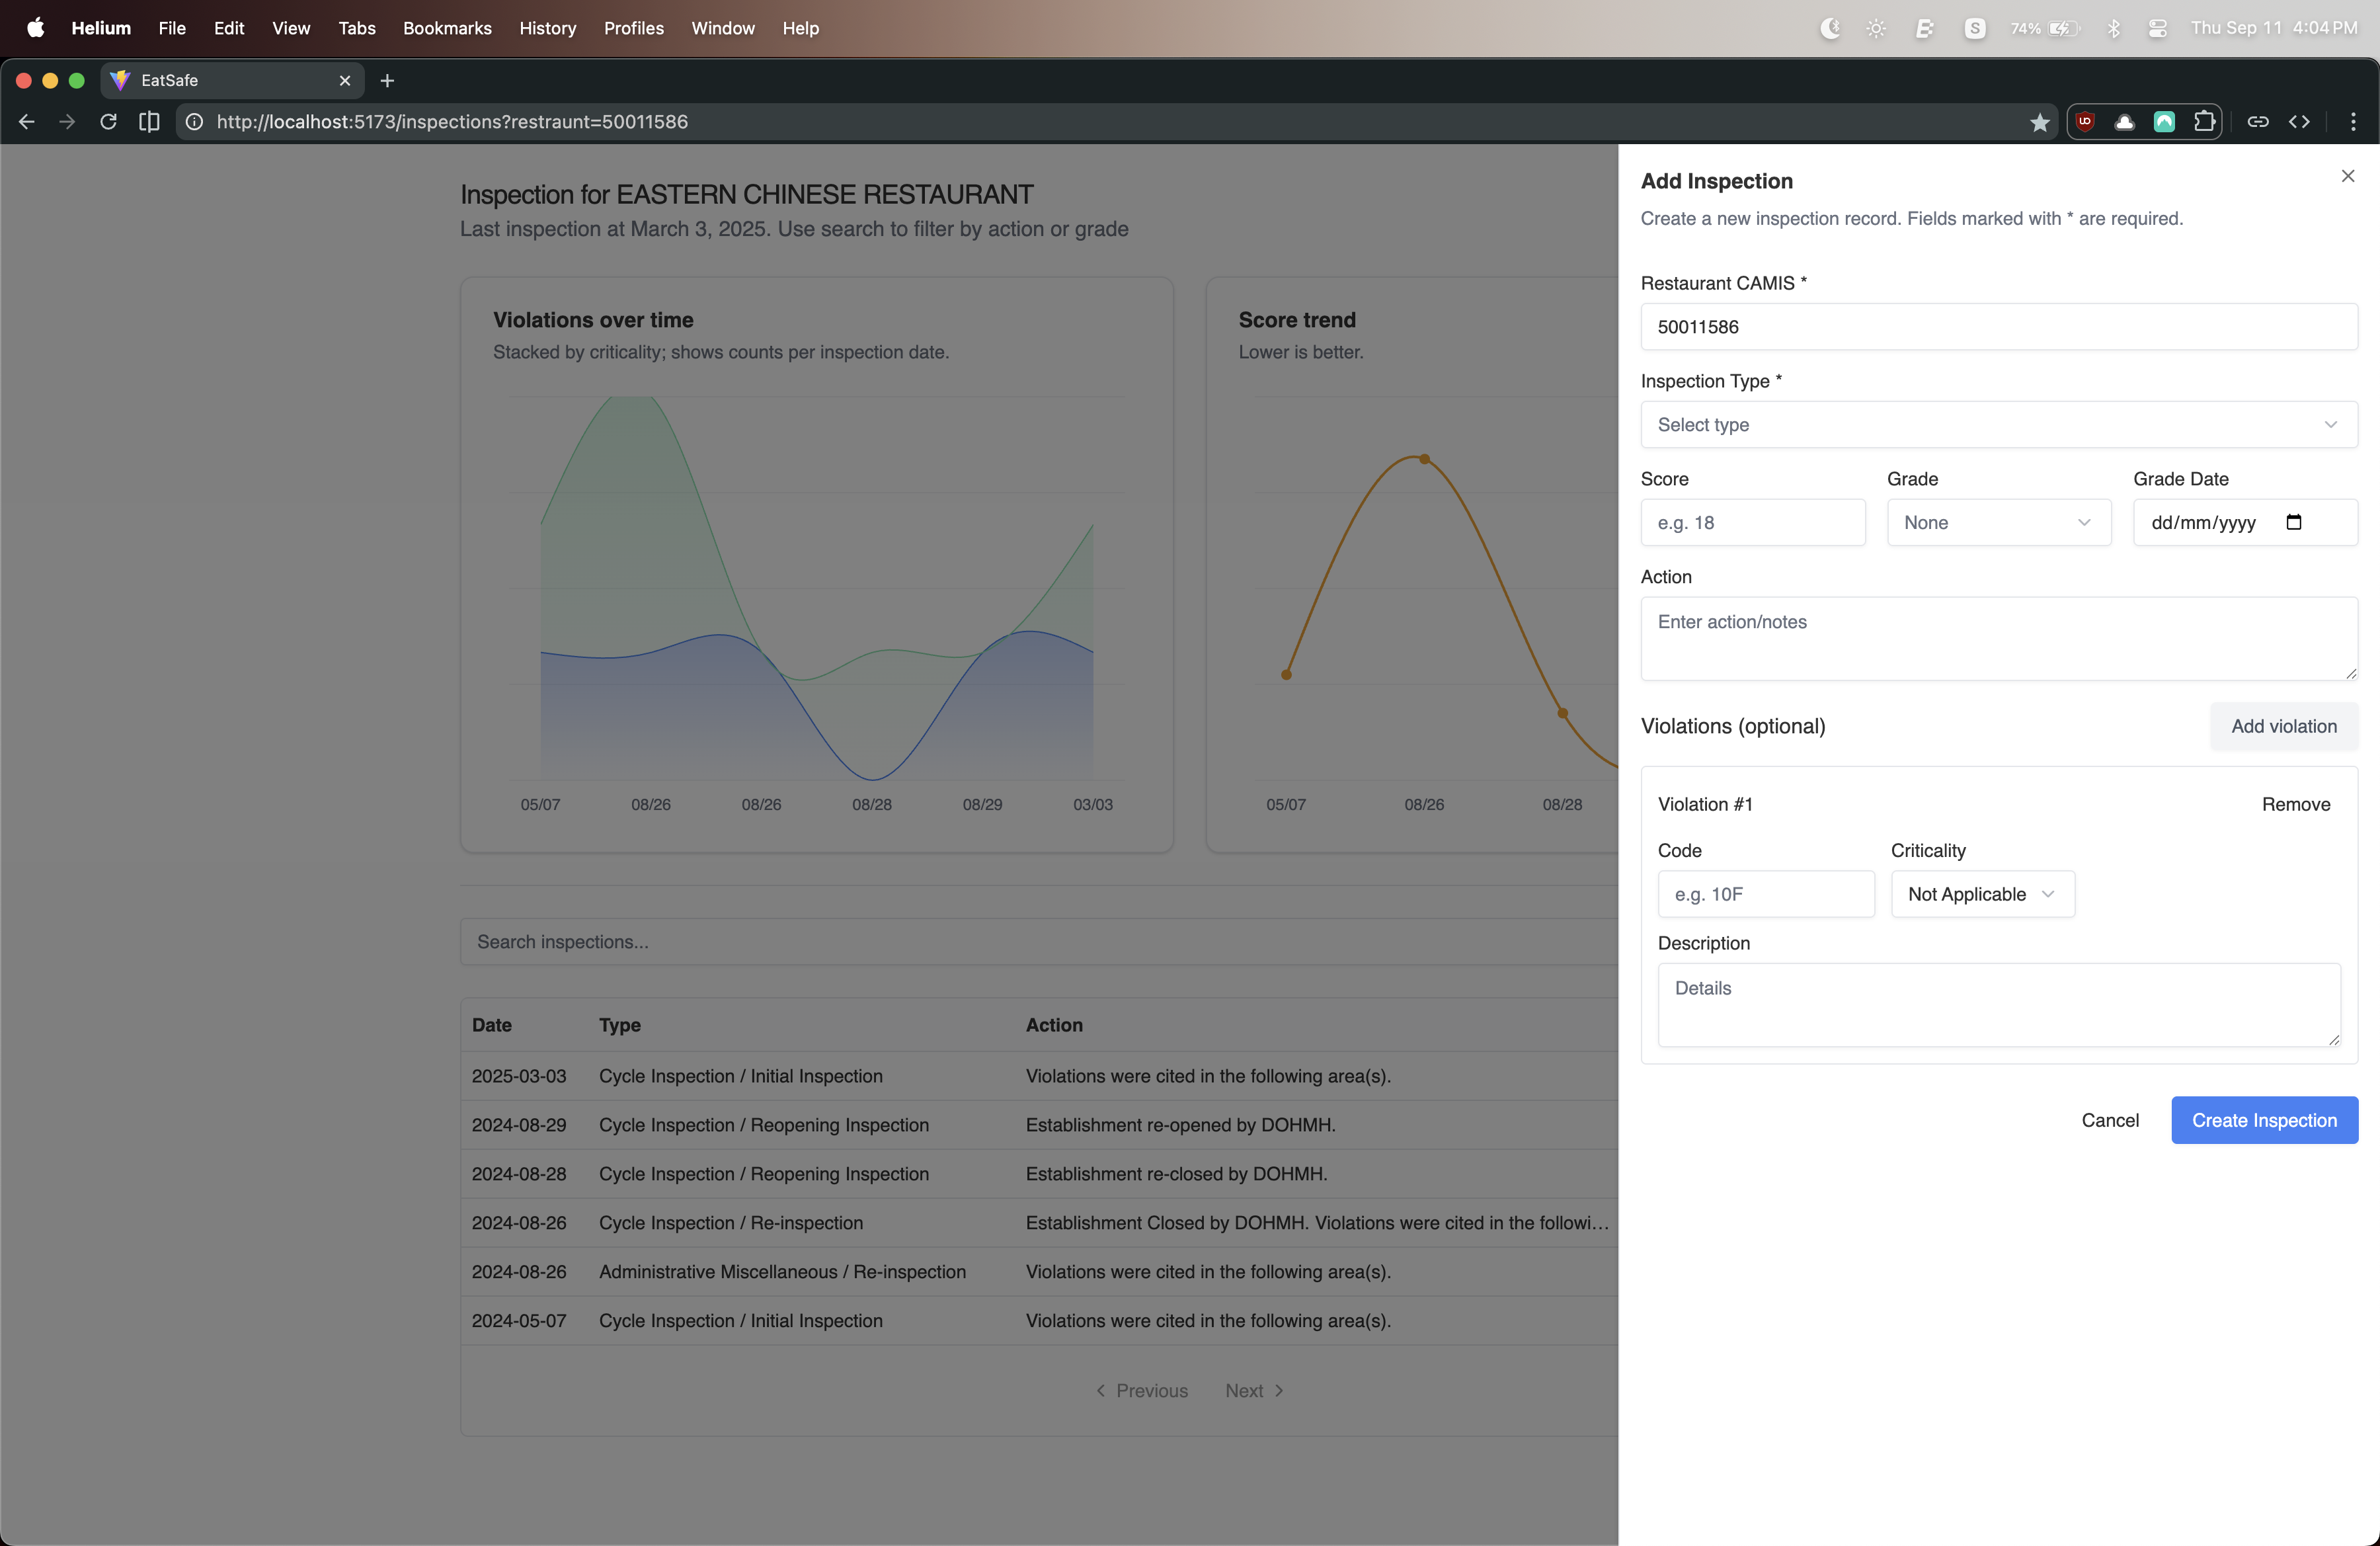 Helium File Edit View Tabs Bookmarks History Profiles Window Help 74% Thu Sep 11 4:04 PM
EatSafe
http://localhost:5173/inspections?restraunt=50011586
Inspection for EASTERN CHINESE RESTAURANT
Last inspection at March 3, 2025. Use search to filter by action or grade
Violations over time
Stacked by criticality; shows counts per inspection date.
05/07 08/26 08/26 08/28 08/29 03/03
Score trend
Lower is better.
05/07 08/26 08/28
Search inspections...
Date Type Action
2025-03-03 Cycle Inspection / Initial Inspection Violations were cited in the following area(s).
2024-08-29 Cycle Inspection / Reopening Inspection Establishment re-opened by DOHMH.
2024-08-28 Cycle Inspection / Reopening Inspection Establishment re-closed by DOHMH.
2024-08-26 Cycle Inspection / Re-inspection Establishment Closed by DOHMH. Violations were cited in the followi...
2024-08-26 Administrative Miscellaneous / Re-inspection Violations were cited in the following area(s).
2024-05-07 Cycle Inspection / Initial Inspection Violations were cited in the following area(s).
Previous Next
Add Inspection
Create a new inspection record. Fields marked with * are required.
Restaurant CAMIS *
50011586
Inspection Type *
Select type
Score Grade Grade Date
e.g. 18 None dd/mm/yyyy
Action
Enter action/notes
Violations (optional) Add violation
Violation #1 Remove
Code Criticality
e.g. 10F Not Applicable
Description
Details
Cancel Create Inspection